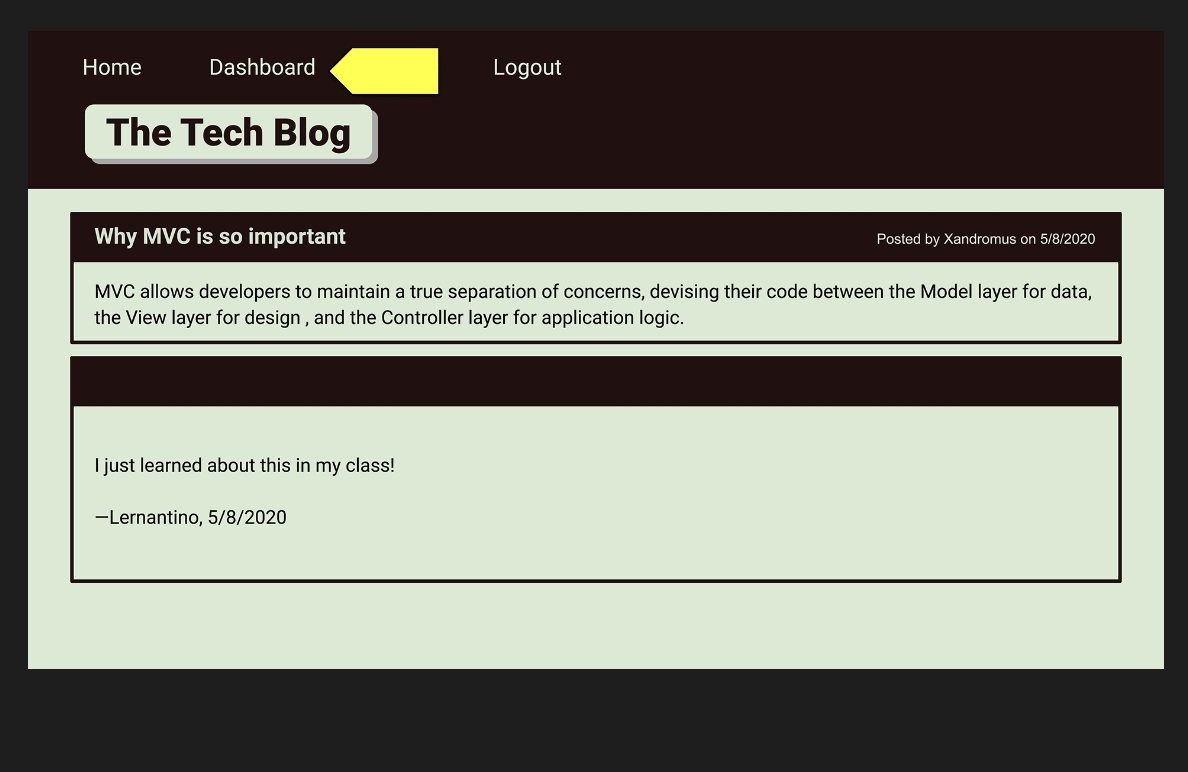 Home Dashboard Logout
The Tech Blog
Why MVC is so important Posted by Xandromus on 5/8/2020
MVC allows developers to maintain a true separation of concerns, devising their code between the Model layer for data,
the View layer for design , and the Controller layer for application logic.
I just learned about this in my class!
—Lernantino, 5/8/2020